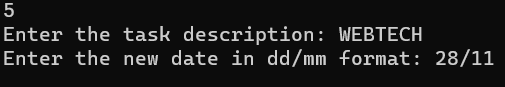 5
Enter the task description: WEBTECH
Enter the new date in dd/mm format: 28/11